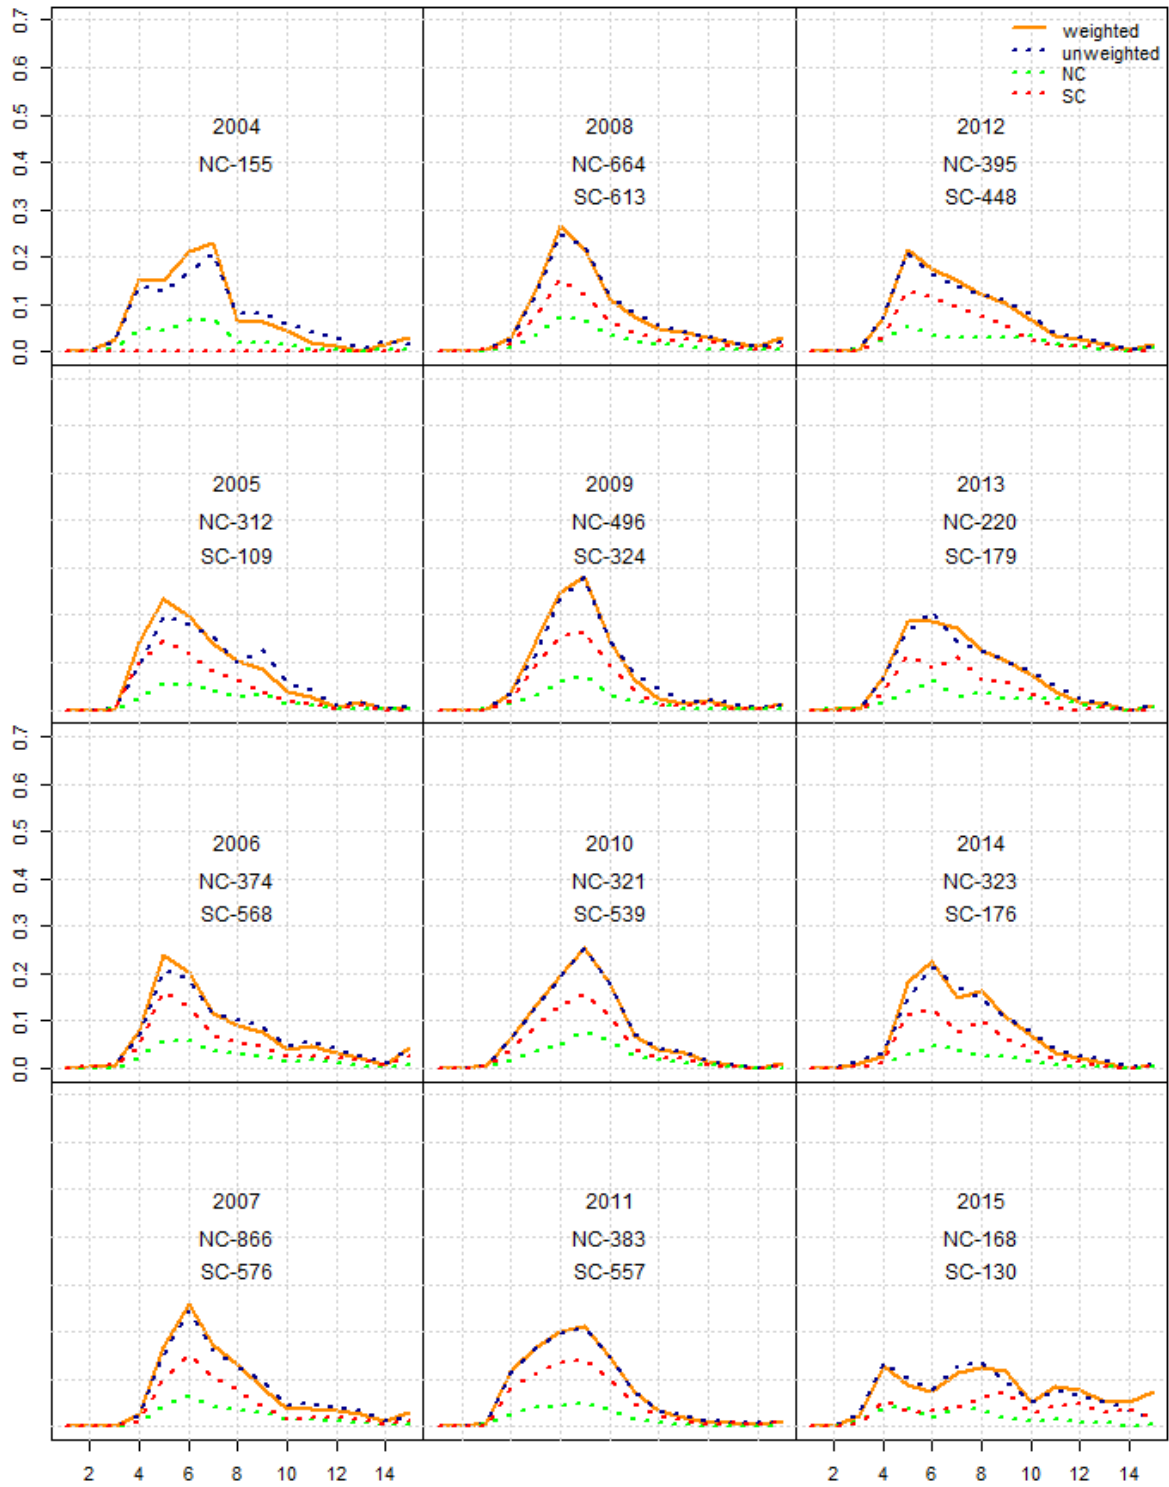 0.7
0.6
0.5
0.4
0.3
0.2
0.1
0.0
weighted
unweighted
NC
SC
2004
NC-155
2008
NC-664
SC-613
2012
NC-395
SC-448
2005
NC-312
SC-109
2009
NC-496
SC-324
2013
NC-220
SC-179
0.7
0.6
0.5
0.4
0.3
0.2
0.1
0.0
2006
NC-374
SC-568
2010
NC-321
SC-539
2014
NC-323
SC-176
2007
NC-866
SC-576
2011
NC-383
SC-557
2015
NC-168
SC-130
2 4 6 8 10 12 14
2 4 6 8 10 12 14